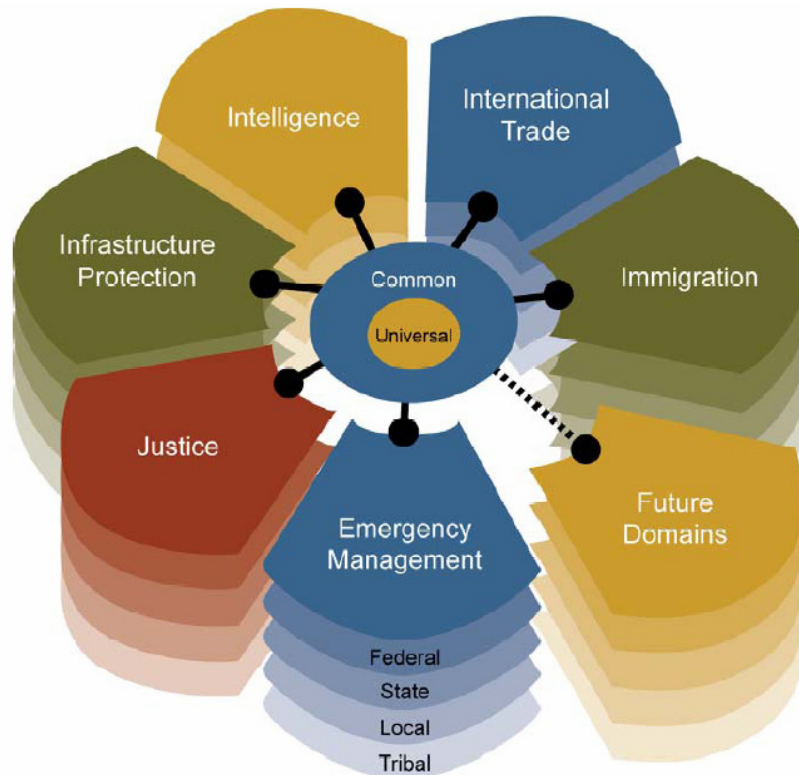 Intelligence
International
Trade
Infrastructure
Protection
Common
Immigration
Universal
Justice
Emergency
Management
Future
Domains
Federal
State
Local
Tribal